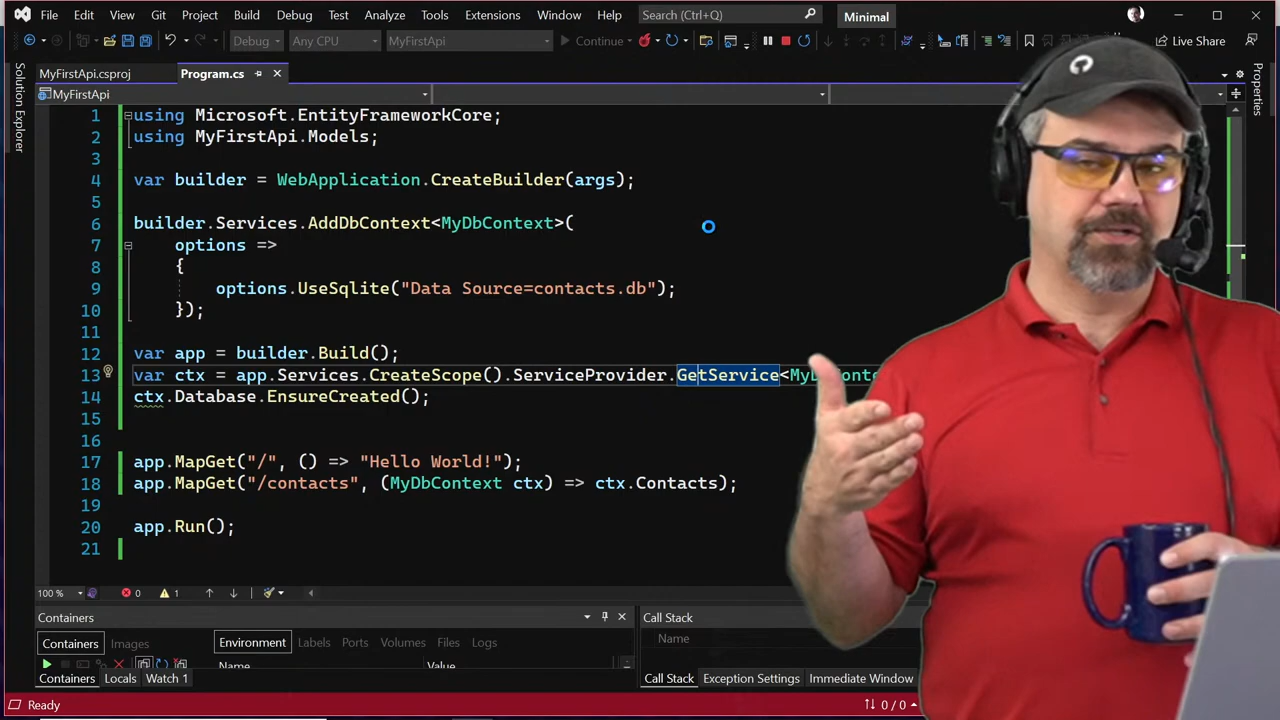 File Edit View Git Project Build Debug Test Analyze Tools Extensions Window Help Search (Ctrl+Q) Minimal
Debug Any CPU MyFirstApi Continue Live Share
MyFirstApi.csproj Program.cs
MyFirstApi
Solution Explorer
Properties
1 using Microsoft.EntityFrameworkCore;
2 using MyFirstApi.Models;
3
4 var builder = WebApplication.CreateBuilder(args);
5
6 builder.Services.AddDbContext<MyDbContext>(
7 options =>
8 {
9 options.UseSqlite("Data Source=contacts.db");
10 });
11
12 var app = builder.Build();
13 var ctx = app.Services.CreateScope().ServiceProvider.GetService<
14 ctx.Database.EnsureCreated();
15
16
17 app.MapGet("/", () => "Hello World!");
18 app.MapGet("/contacts", (MyDbContext ctx) => ctx.Contacts);
19
20 app.Run();
21
100 % 0 1
Containers Call Stack
Containers Images Environment Labels Ports Volumes Files Logs Name
Name Value
Containers Locals Watch 1 Call Stack Exception Settings Immediate Window
Ready 0 / 0